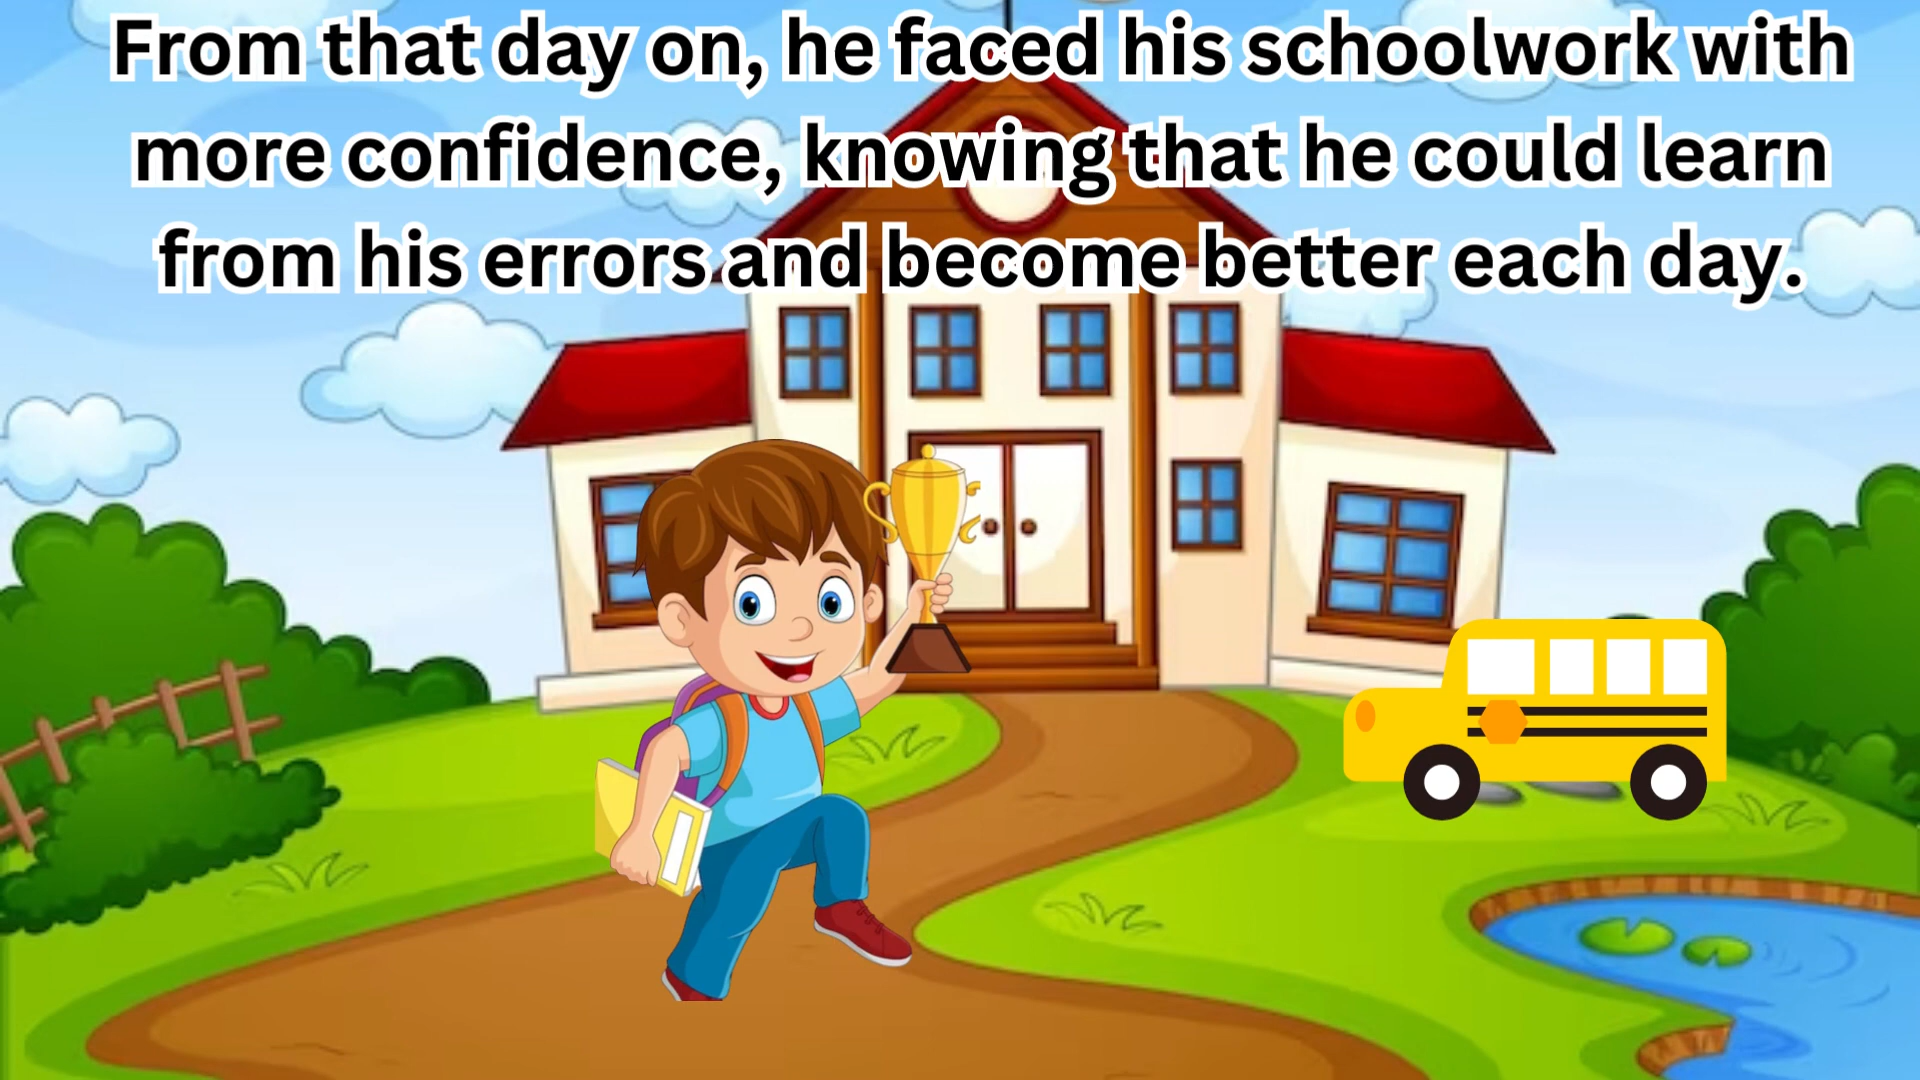 From that day on, he faced his schoolwork with
more confidence, knowing that he could learn
from his errors and become better each day.